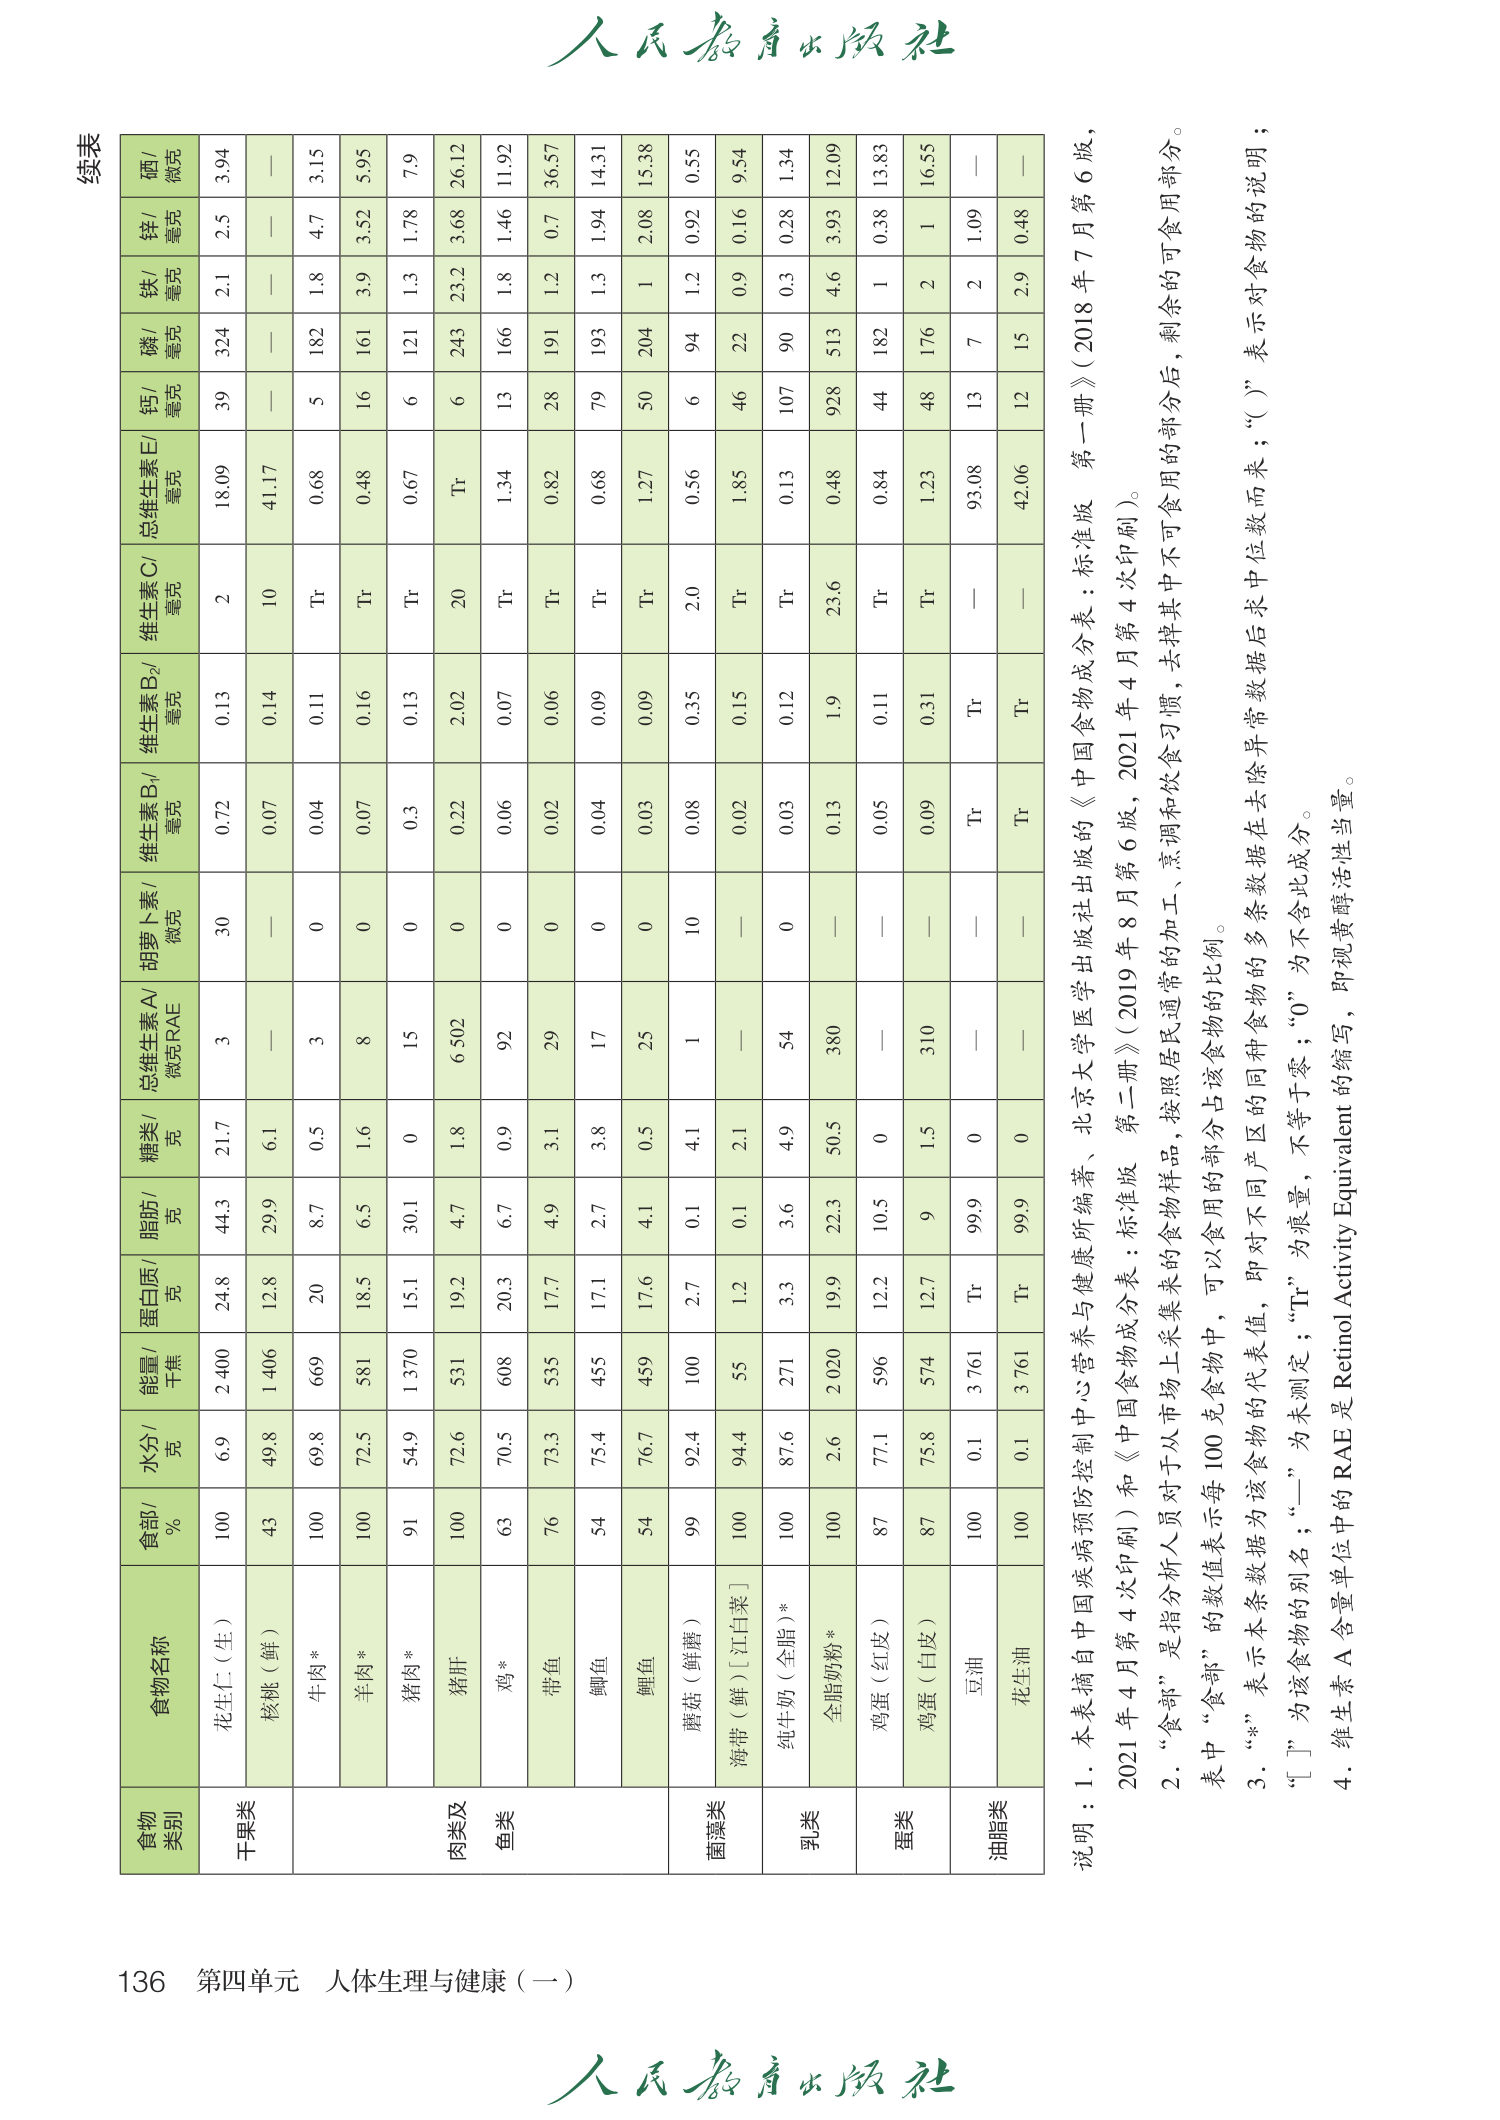 人民教育出版社
续表
食物类别 食物名称 食部/% 水分/克 能量/千焦 蛋白质/克 脂肪/克 糖类/克 总维生素A/微克RAE 胡萝卜素/微克 维生素B₁/毫克 维生素B₂/毫克 维生素C/毫克 总维生素E/毫克 钙/毫克 磷/毫克 铁/毫克 锌/毫克 硒/微克
干果类 花生仁（生） 100 6.9 2 400 24.8 44.3 21.7 3 30 0.72 0.13 2 18.09 39 324 2.1 2.5 3.94
核桃（鲜） 43 49.8 1 406 12.8 29.9 6.1 — — 0.07 0.14 10 41.17 — — — — —
肉类及鱼类 牛肉* 100 69.8 669 20 8.7 0.5 3 0 0.04 0.11 Tr 0.68 5 182 1.8 4.7 3.15
羊肉* 100 72.5 581 18.5 6.5 1.6 8 0 0.07 0.16 Tr 0.48 16 161 3.9 3.52 5.95
猪肉* 91 54.9 1 370 15.1 30.1 0 15 0 0.3 0.13 Tr 0.67 6 121 1.3 1.78 7.9
猪肝 100 72.6 531 19.2 4.7 1.8 6 502 0 0.22 2.02 20 Tr 6 243 23.2 3.68 26.12
鸡* 63 70.5 608 20.3 6.7 0.9 92 0 0.06 0.07 Tr 1.34 13 166 1.8 1.46 11.92
带鱼 76 73.3 535 17.7 4.9 3.1 29 0 0.02 0.06 Tr 0.82 28 191 1.2 0.7 36.57
鲫鱼 54 75.4 455 17.1 2.7 3.8 17 0 0.04 0.09 Tr 0.68 79 193 1.3 1.94 14.31
鲤鱼 54 76.7 459 17.6 4.1 0.5 25 0 0.03 0.09 Tr 1.27 50 204 1 2.08 15.38
菌藻类 蘑菇（鲜蘑） 99 92.4 100 2.7 0.1 4.1 1 10 0.08 0.35 2.0 0.56 6 94 1.2 0.92 0.55
海带（鲜）[江白菜] 100 94.4 55 1.2 0.1 2.1 — — 0.02 0.15 Tr 1.85 46 22 0.9 0.16 9.54
乳类 纯牛奶（全脂）* 100 87.6 271 3.3 3.6 4.9 54 0 0.03 0.12 Tr 0.13 107 90 0.3 0.28 1.34
全脂奶粉* 100 2.6 2 020 19.9 22.3 50.5 380 — 0.13 1.9 23.6 0.48 928 513 4.6 3.93 12.09
蛋类 鸡蛋（红皮） 87 77.1 596 12.2 10.5 0 — — 0.05 0.11 Tr 0.84 44 182 1 0.38 13.83
鸡蛋（白皮） 87 75.8 574 12.7 9 1.5 310 — 0.09 0.31 Tr 1.23 48 176 2 1 16.55
油脂类 豆油 100 0.1 3 761 Tr 99.9 0 — — Tr Tr — 93.08 13 7 2 1.09 —
花生油 100 0.1 3 761 Tr 99.9 0 — — Tr Tr — 42.06 12 15 2.9 0.48 —
说明：1．本表摘自中国疾病预防控制中心营养与健康所编著、北京大学医学出版社出版的《中国食物成分表：标准版 第一册》（2018年7月第6版，
2021年4月第4次印刷）和《中国食物成分表：标准版 第二册》（2019年8月第6版，2021年4月第4次印刷）。
2．“食部”是指分析人员对于从市场上采集来的食物样品，按照居民通常的加工、烹调和饮食习惯，去掉其中不可食用的部分后，剩余的可食用部分。
表中“食部”的数值表示每100克食物中，可以食用的部分占该食物的比例。
3．“*”表示本条数据为该食物的代表值，即对不同产区的同种食物的多条数据在去除异常数据后求中位数而来；“（ ）”表示对食物的说明；
“[ ]”为该食物的别名；“—”为未测定；“Tr”为痕量，不等于零；“0”为不含此成分。
4．维生素A含量单位中的RAE是Retinol Activity Equivalent的缩写，即视黄醇活性当量。
136 第四单元 人体生理与健康（一）
人民教育出版社